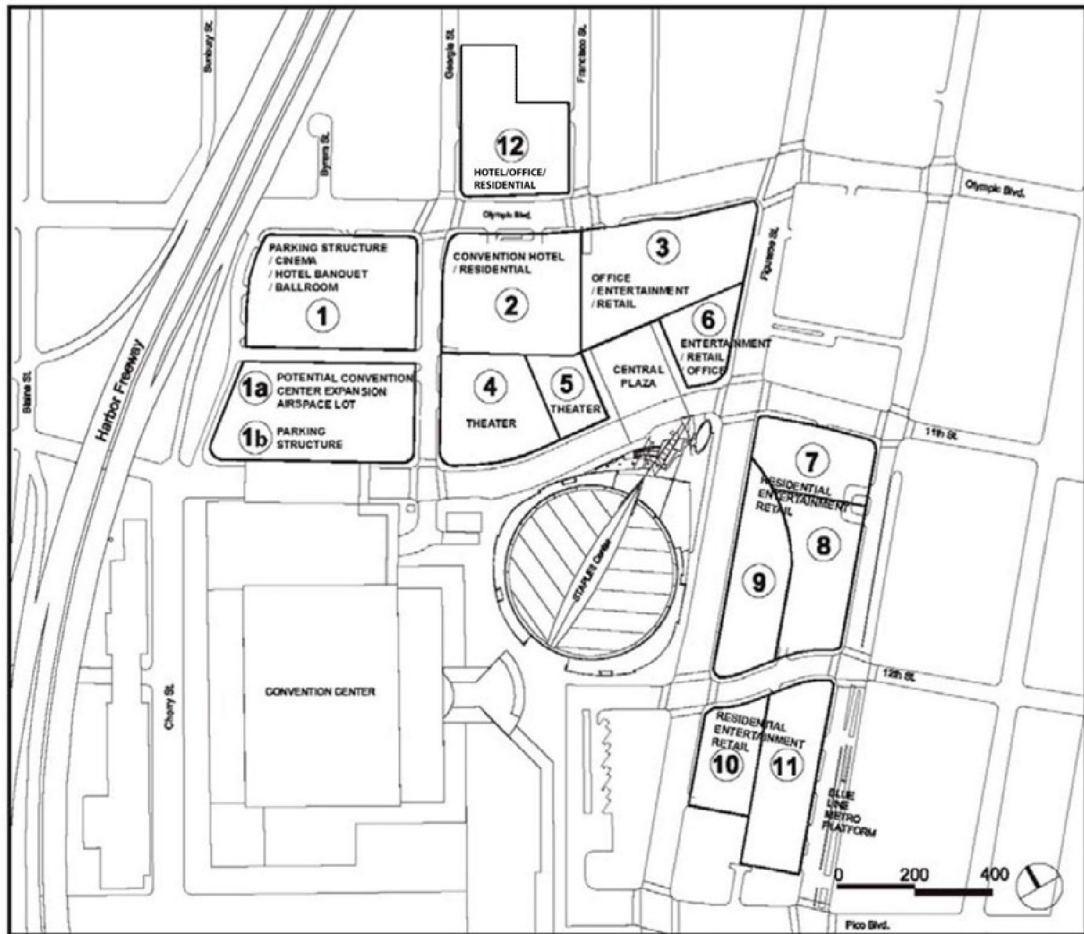 Sunbury St.
Georgia St.
Francisco St.
Byram St.
12
HOTEL/OFFICE/
RESIDENTIAL
Olympic Blvd.
Olympic Blvd.
PARKING STRUCTURE
/ CINEMA
/ HOTEL BANQUET
/ BALLROOM
1
CONVENTION HOTEL
/ RESIDENTIAL
2
3
OFFICE
/ ENTERTAINMENT
/ RETAIL
Figueroa St.
6
ENTERTAINMENT
/ RETAIL
/ OFFICE
Harbor Freeway
Blaine St.
1a
POTENTIAL CONVENTION
CENTER EXPANSION
AIRSPACE LOT
1b
PARKING
STRUCTURE
4
THEATER
5
THEATER
CENTRAL
PLAZA
11th St.
7
RESIDENTIAL
ENTERTAINMENT
RETAIL
8
9
STAPLES Center
CONVENTION CENTER
Cherry St.
12th St.
RESIDENTIAL
ENTERTAINMENT
RETAIL
10
11
BLUE
LINE
METRO
PLATFORM
0 200 400
Pico Blvd.